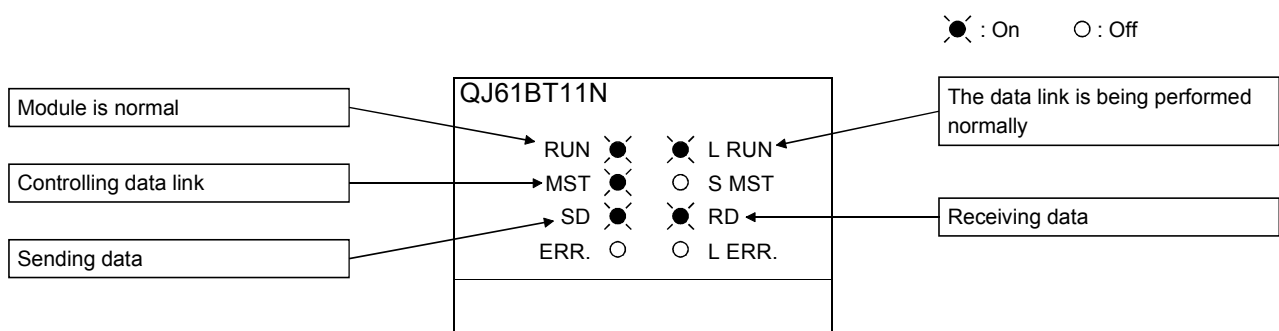 : On : Off
QJ61BT11N
Module is normal
The data link is being performed
normally
RUN L RUN
Controlling data link
MST S MST
SD RD
Receiving data
Sending data
ERR. L ERR.